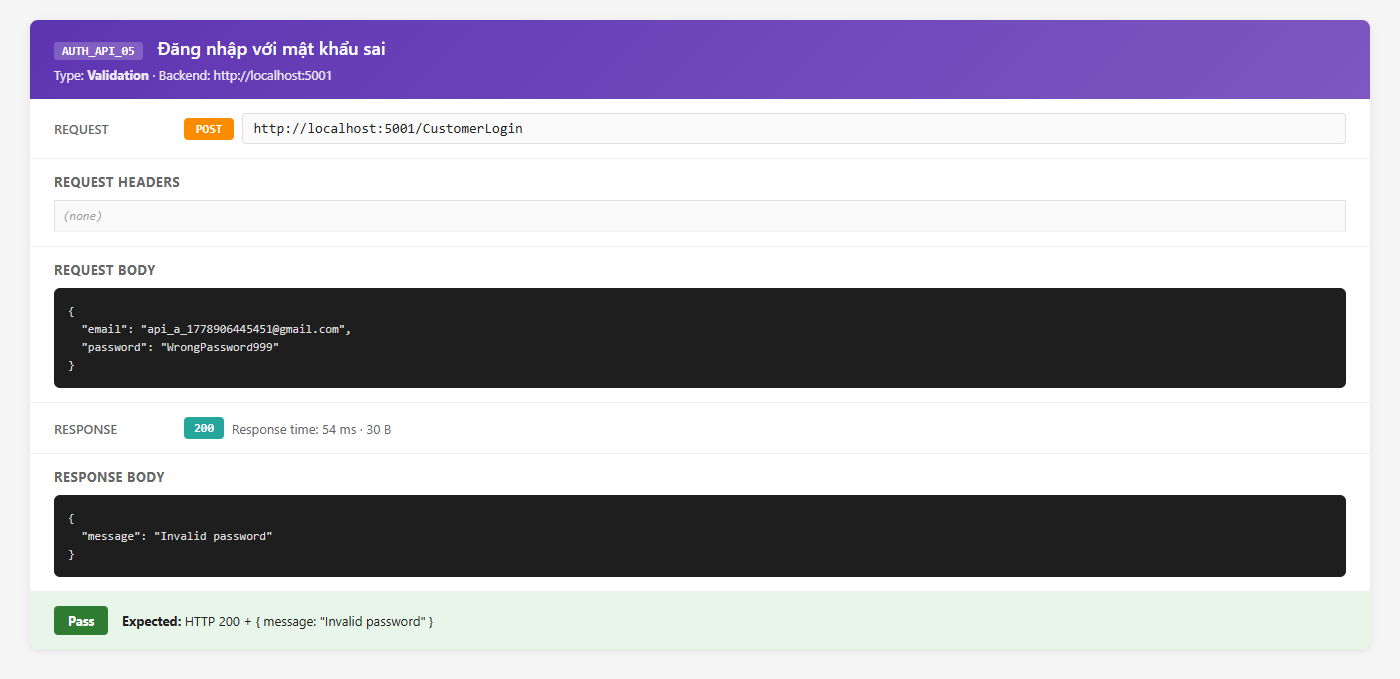 AUTH_API_05 Đăng nhập với mật khẩu sai
Type: Validation · Backend: http://localhost:5001
REQUEST POST http://localhost:5001/CustomerLogin
REQUEST HEADERS
(none)
REQUEST BODY
{
  "email": "api_a_1778906445451@gmail.com",
  "password": "WrongPassword999"
}
RESPONSE 200 Response time: 54 ms · 30 B
RESPONSE BODY
{
  "message": "Invalid password"
}
Pass Expected: HTTP 200 + { message: "Invalid password" }